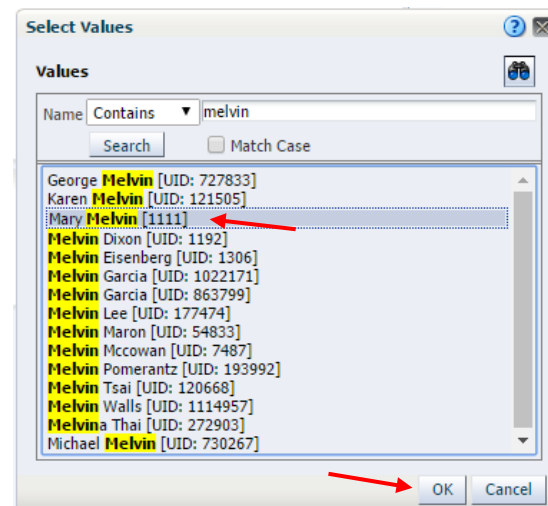 Select Values
Values
Name Contains melvin
Search Match Case
George Melvin [UID: 727833]
Karen Melvin [UID: 121505]
Mary Melvin [1111]
Melvin Dixon [UID: 1192]
Melvin Eisenberg [UID: 1306]
Melvin Garcia [UID: 1022171]
Melvin Garcia [UID: 863799]
Melvin Lee [UID: 177474]
Melvin Maron [UID: 54833]
Melvin Mccowan [UID: 7487]
Melvin Pomerantz [UID: 193992]
Melvin Tsai [UID: 120668]
Melvin Walls [UID: 1114957]
Melvina Thai [UID: 272903]
Michael Melvin [UID: 730267]
OK Cancel